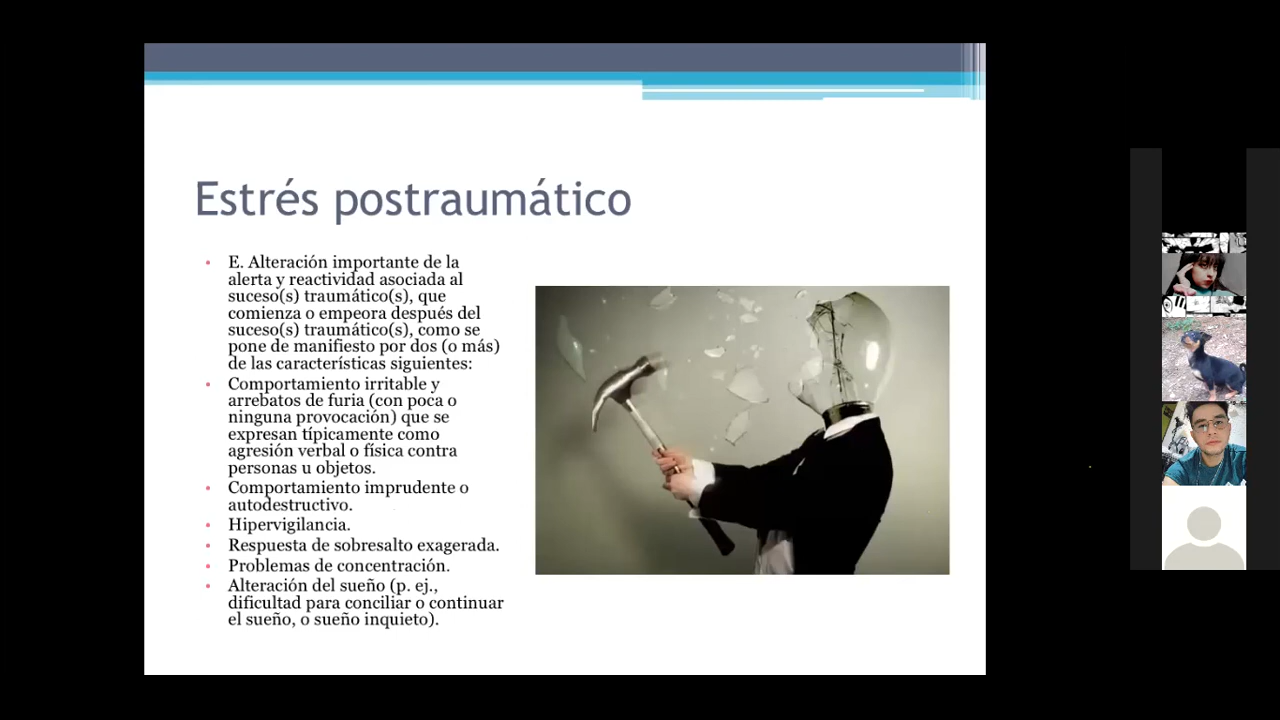 Estrés postraumático
▪ E. Alteración importante de la
alerta y reactividad asociada al
suceso(s) traumático(s), que
comienza o empeora después del
suceso(s) traumático(s), como se
pone de manifiesto por dos (o más)
de las características siguientes:
▪ Comportamiento irritable y
arrebatos de furia (con poca o
ninguna provocación) que se
expresan típicamente como
agresión verbal o física contra
personas u objetos.
▪ Comportamiento imprudente o
autodestructivo.
▪ Hipervigilancia.
▪ Respuesta de sobresalto exagerada.
▪ Problemas de concentración.
▪ Alteración del sueño (p. ej.,
dificultad para conciliar o continuar
el sueño, o sueño inquieto).